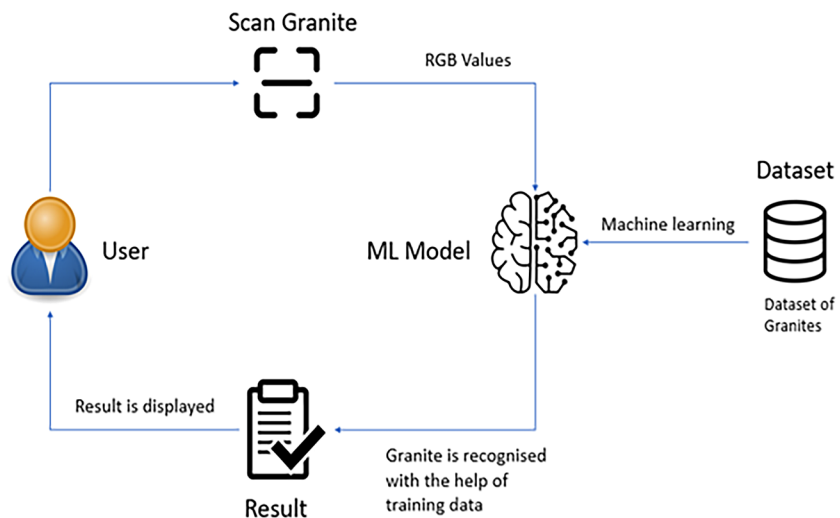 Scan Granite
RGB Values
Dataset
User
ML Model
Machine learning
Dataset of
Granites
Result is displayed
Granite is recognised
with the help of
training data
Result